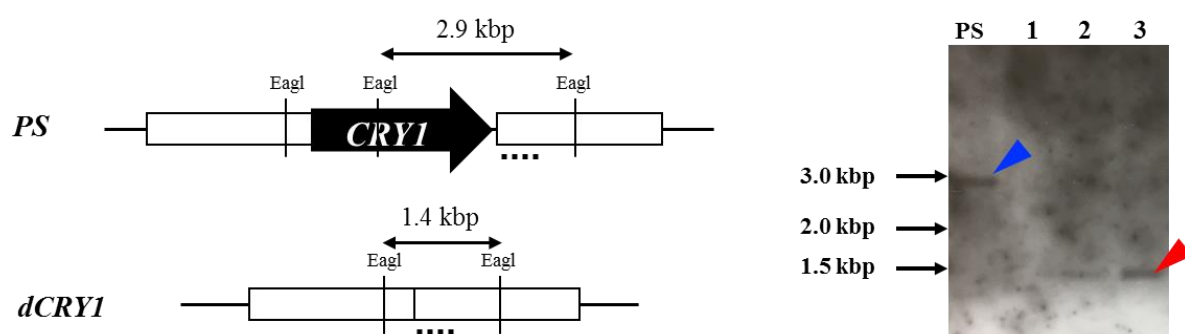 2.9 kbp
EagI EagI EagI
PS CRY1
1.4 kbp
EagI EagI
dCRY1
PS 1 2 3
3.0 kbp
2.0 kbp
1.5 kbp